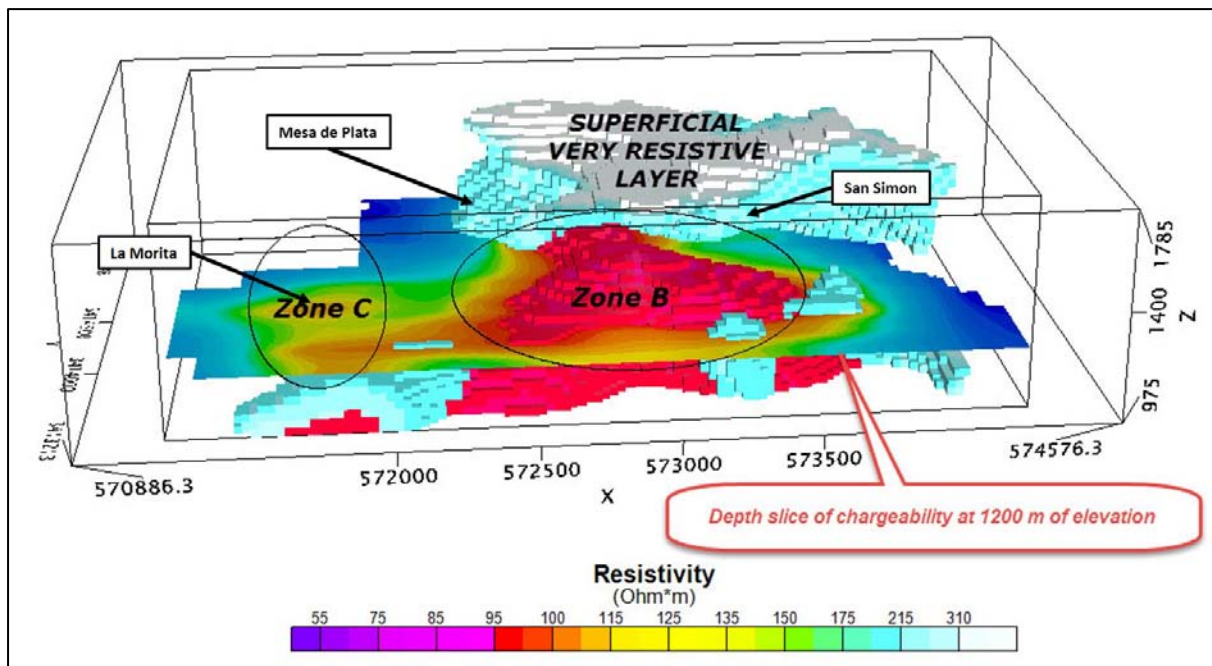 SUPERFICIAL
VERY RESISTIVE
LAYER
Mesa de Plata
San Simon
La Morita
Zone C
Zone B
1785
1400
Z
975
570886.3
572000
572500
573000
573500
574576.3
X
Depth slice of chargeability at 1200 m of elevation
Resistivity
(Ohm*m)
55 75 85 95 100 115 125 135 150 175 215 310